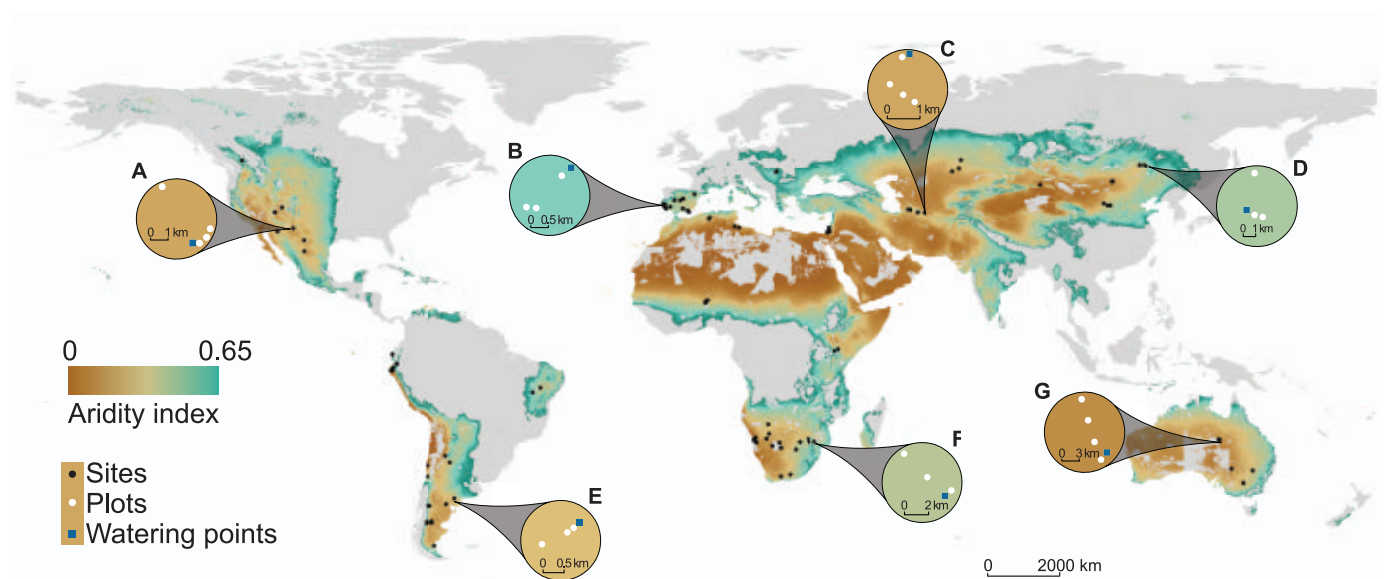 C
0 1 km
B
0 0.5 km
A
0 1 km
D
0 1 km
0 0.65
Aridity index
G
0 3 km
F
0 2 km
Sites
Plots
Watering points
E
0 0.5 km
0 2000 km